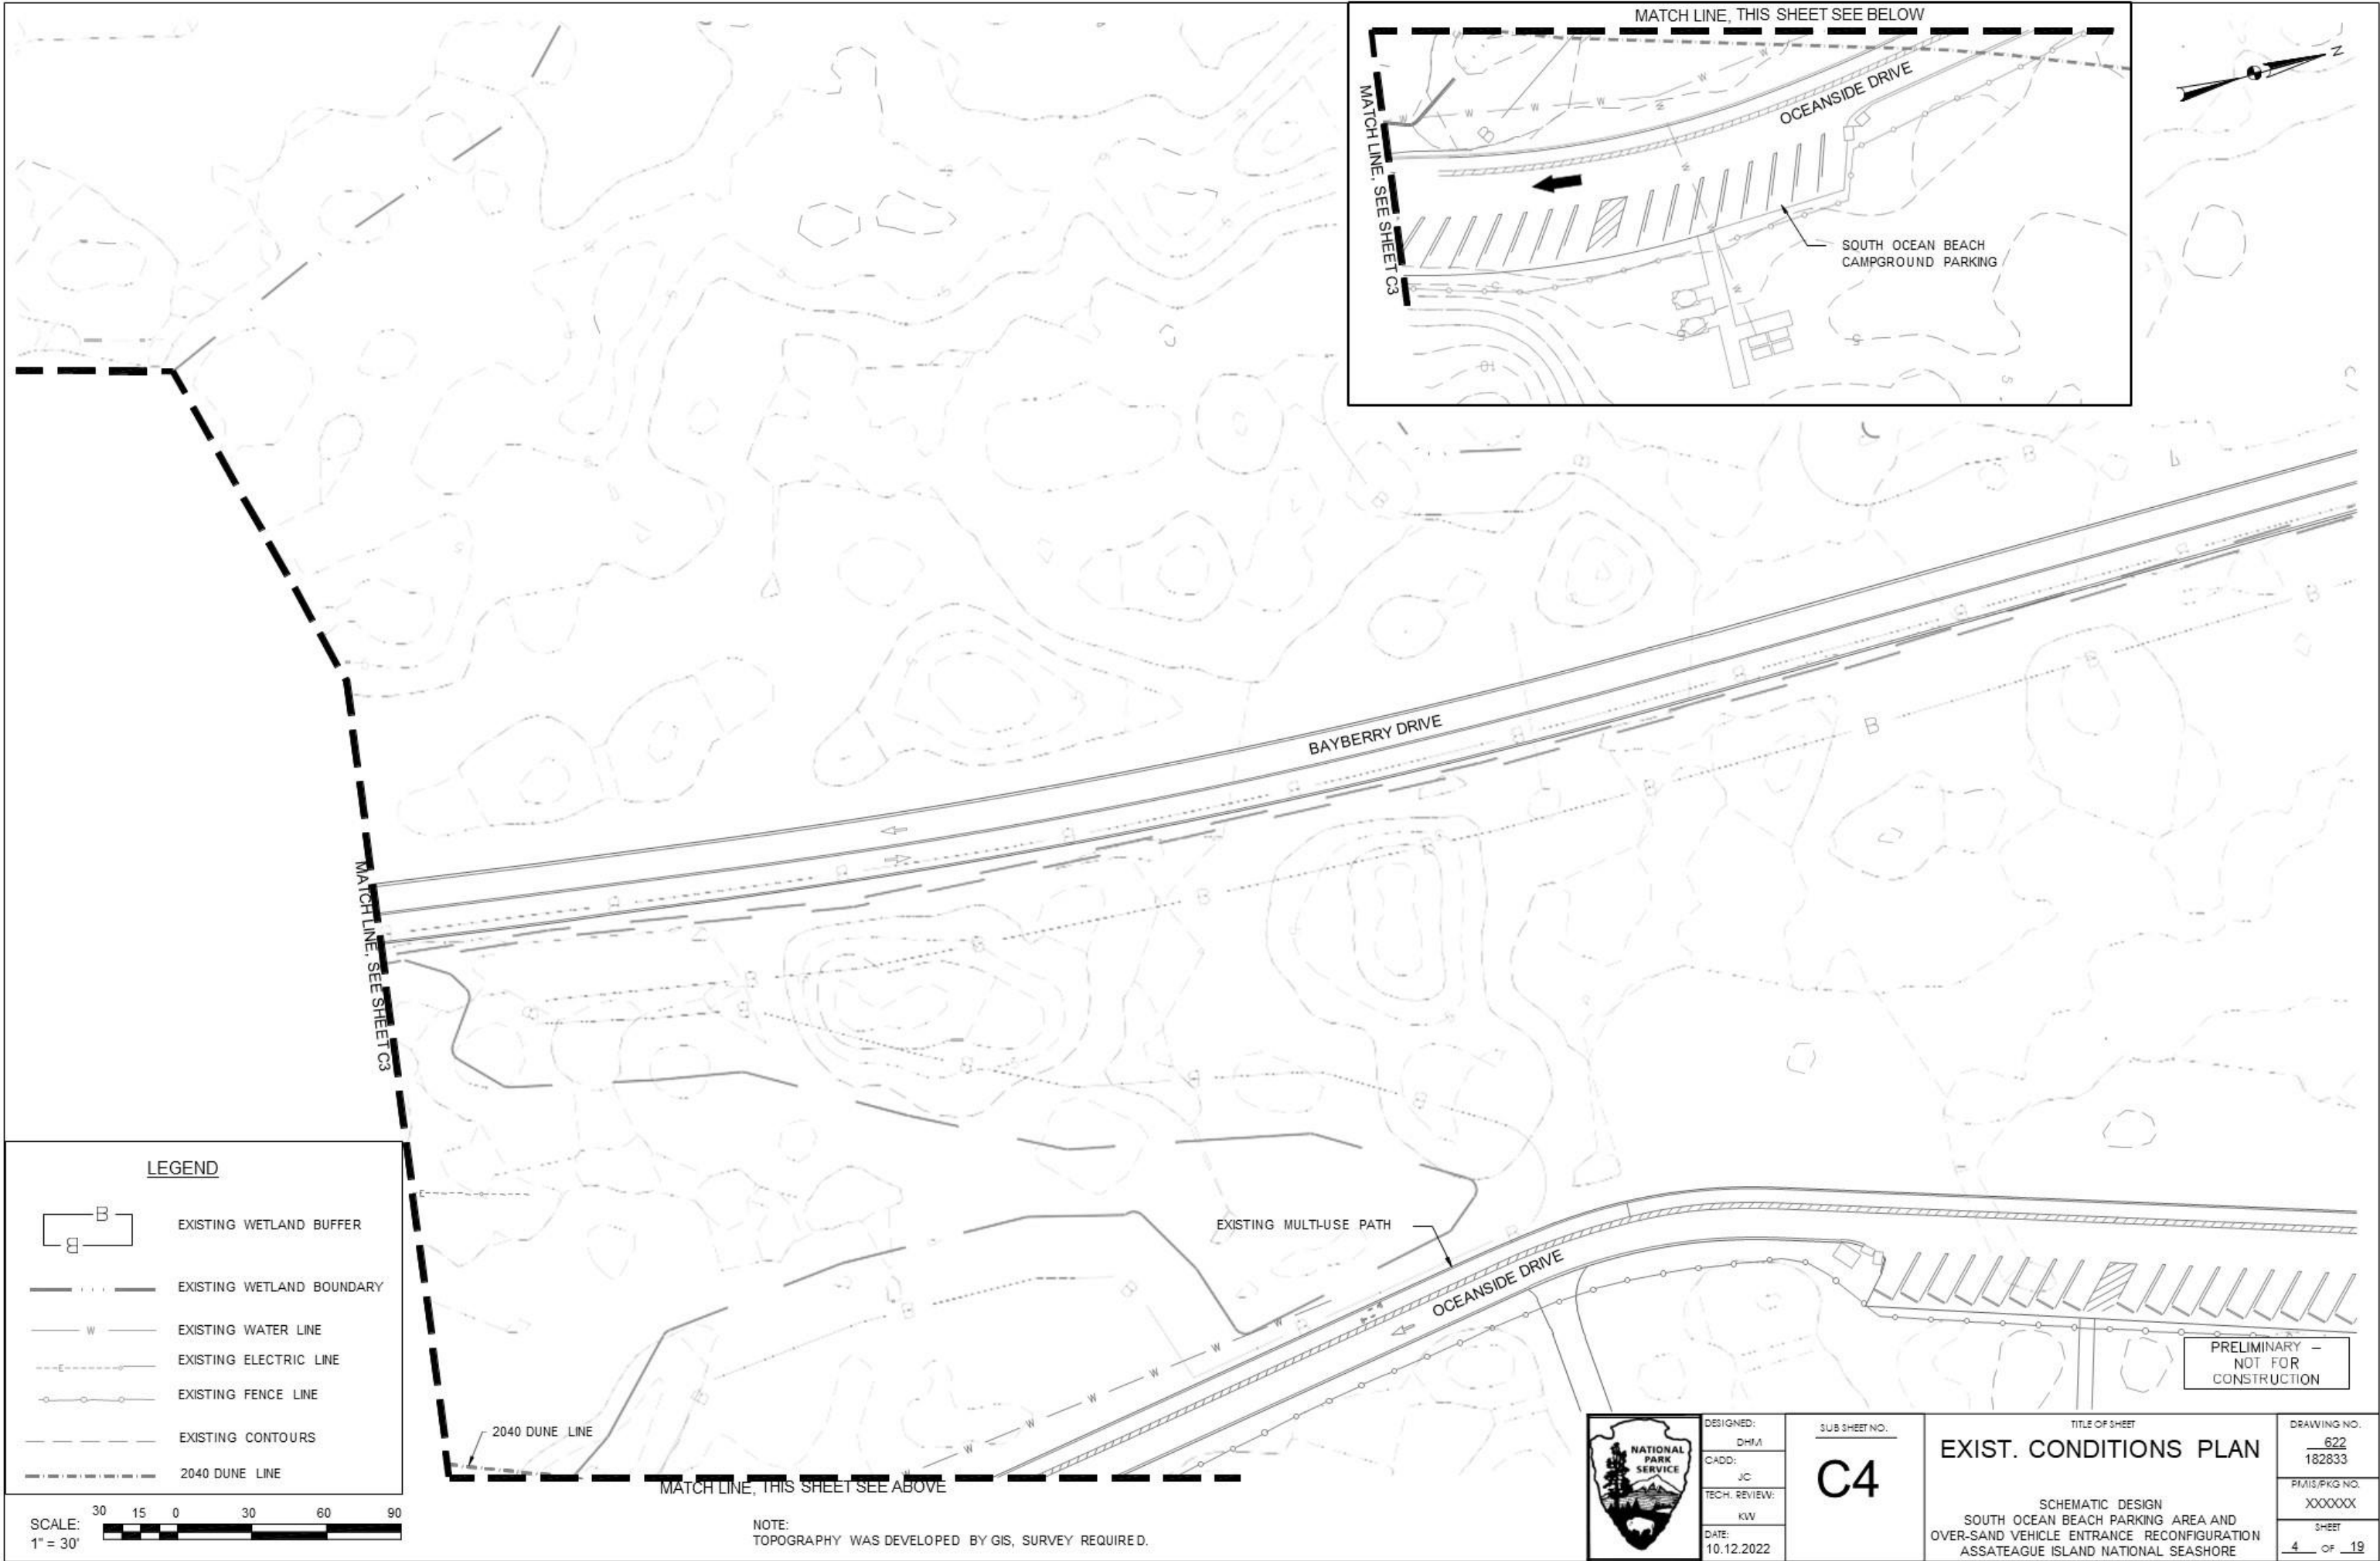 MATCH LINE, THIS SHEET SEE BELOW
N
MATCH LINE, SEE SHEET C3
OCEANSIDE DRIVE
W
W
W
W
W
W
W
W
W
B
5
5
5
10
SOUTH OCEAN BEACH
CAMPGROUND PARKING
BAYBERRY DRIVE
B
B
B
MATCH LINE, SEE SHEET C3
EXISTING MULTI-USE PATH
OCEANSIDE DRIVE
W
W
W
W
W
W
W
2040 DUNE LINE
MATCH LINE, THIS SHEET SEE ABOVE
LEGEND
B
B
EXISTING WETLAND BUFFER
EXISTING WETLAND BOUNDARY
W
EXISTING WATER LINE
E
EXISTING ELECTRIC LINE
EXISTING FENCE LINE
EXISTING CONTOURS
2040 DUNE LINE
SCALE:
1" = 30'
30 15 0 30 60 90
NOTE:
TOPOGRAPHY WAS DEVELOPED BY GIS, SURVEY REQUIRED.
PRELIMINARY –
NOT FOR
CONSTRUCTION
NATIONAL
PARK
SERVICE
DESIGNED:
DHM
CADD:
JC
TECH. REVIEW:
KW
DATE:
10.12.2022
SUB SHEET NO.
C4
TITLE OF SHEET
EXIST. CONDITIONS PLAN
SCHEMATIC DESIGN
SOUTH OCEAN BEACH PARKING AREA AND
OVER-SAND VEHICLE ENTRANCE RECONFIGURATION
ASSATEAGUE ISLAND NATIONAL SEASHORE
DRAWING NO.
622
182833
PMIS/PKG NO.
XXXXXX
SHEET
4 OF 19